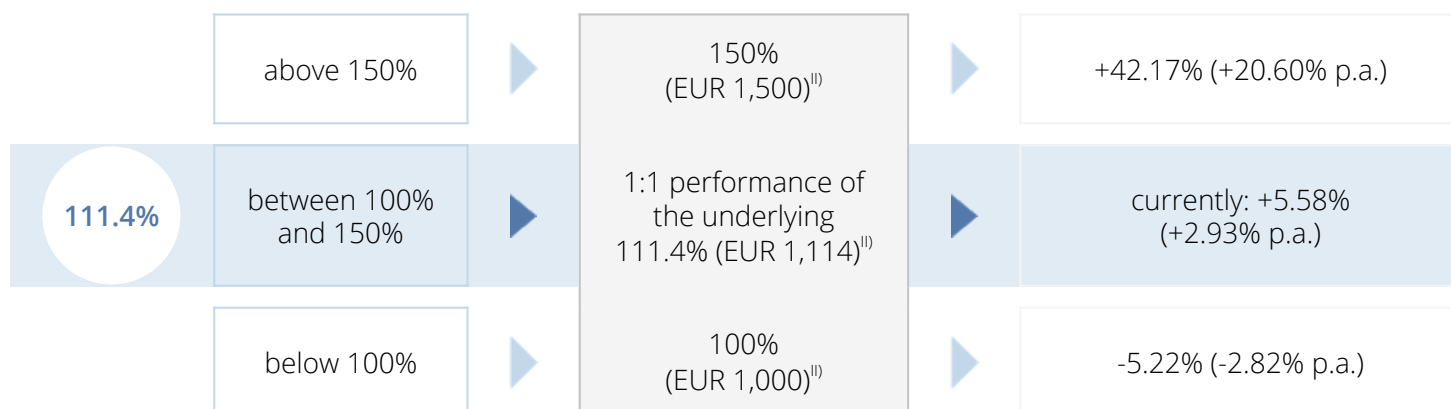 above 150%
150%
(EUR 1,500)II)
+42.17% (+20.60% p.a.)
111.4%
between 100%
and 150%
1:1 performance of
the underlying
111.4% (EUR 1,114)II)
currently: +5.58%
(+2.93% p.a.)
below 100%
100%
(EUR 1,000)II)
-5.22% (-2.82% p.a.)